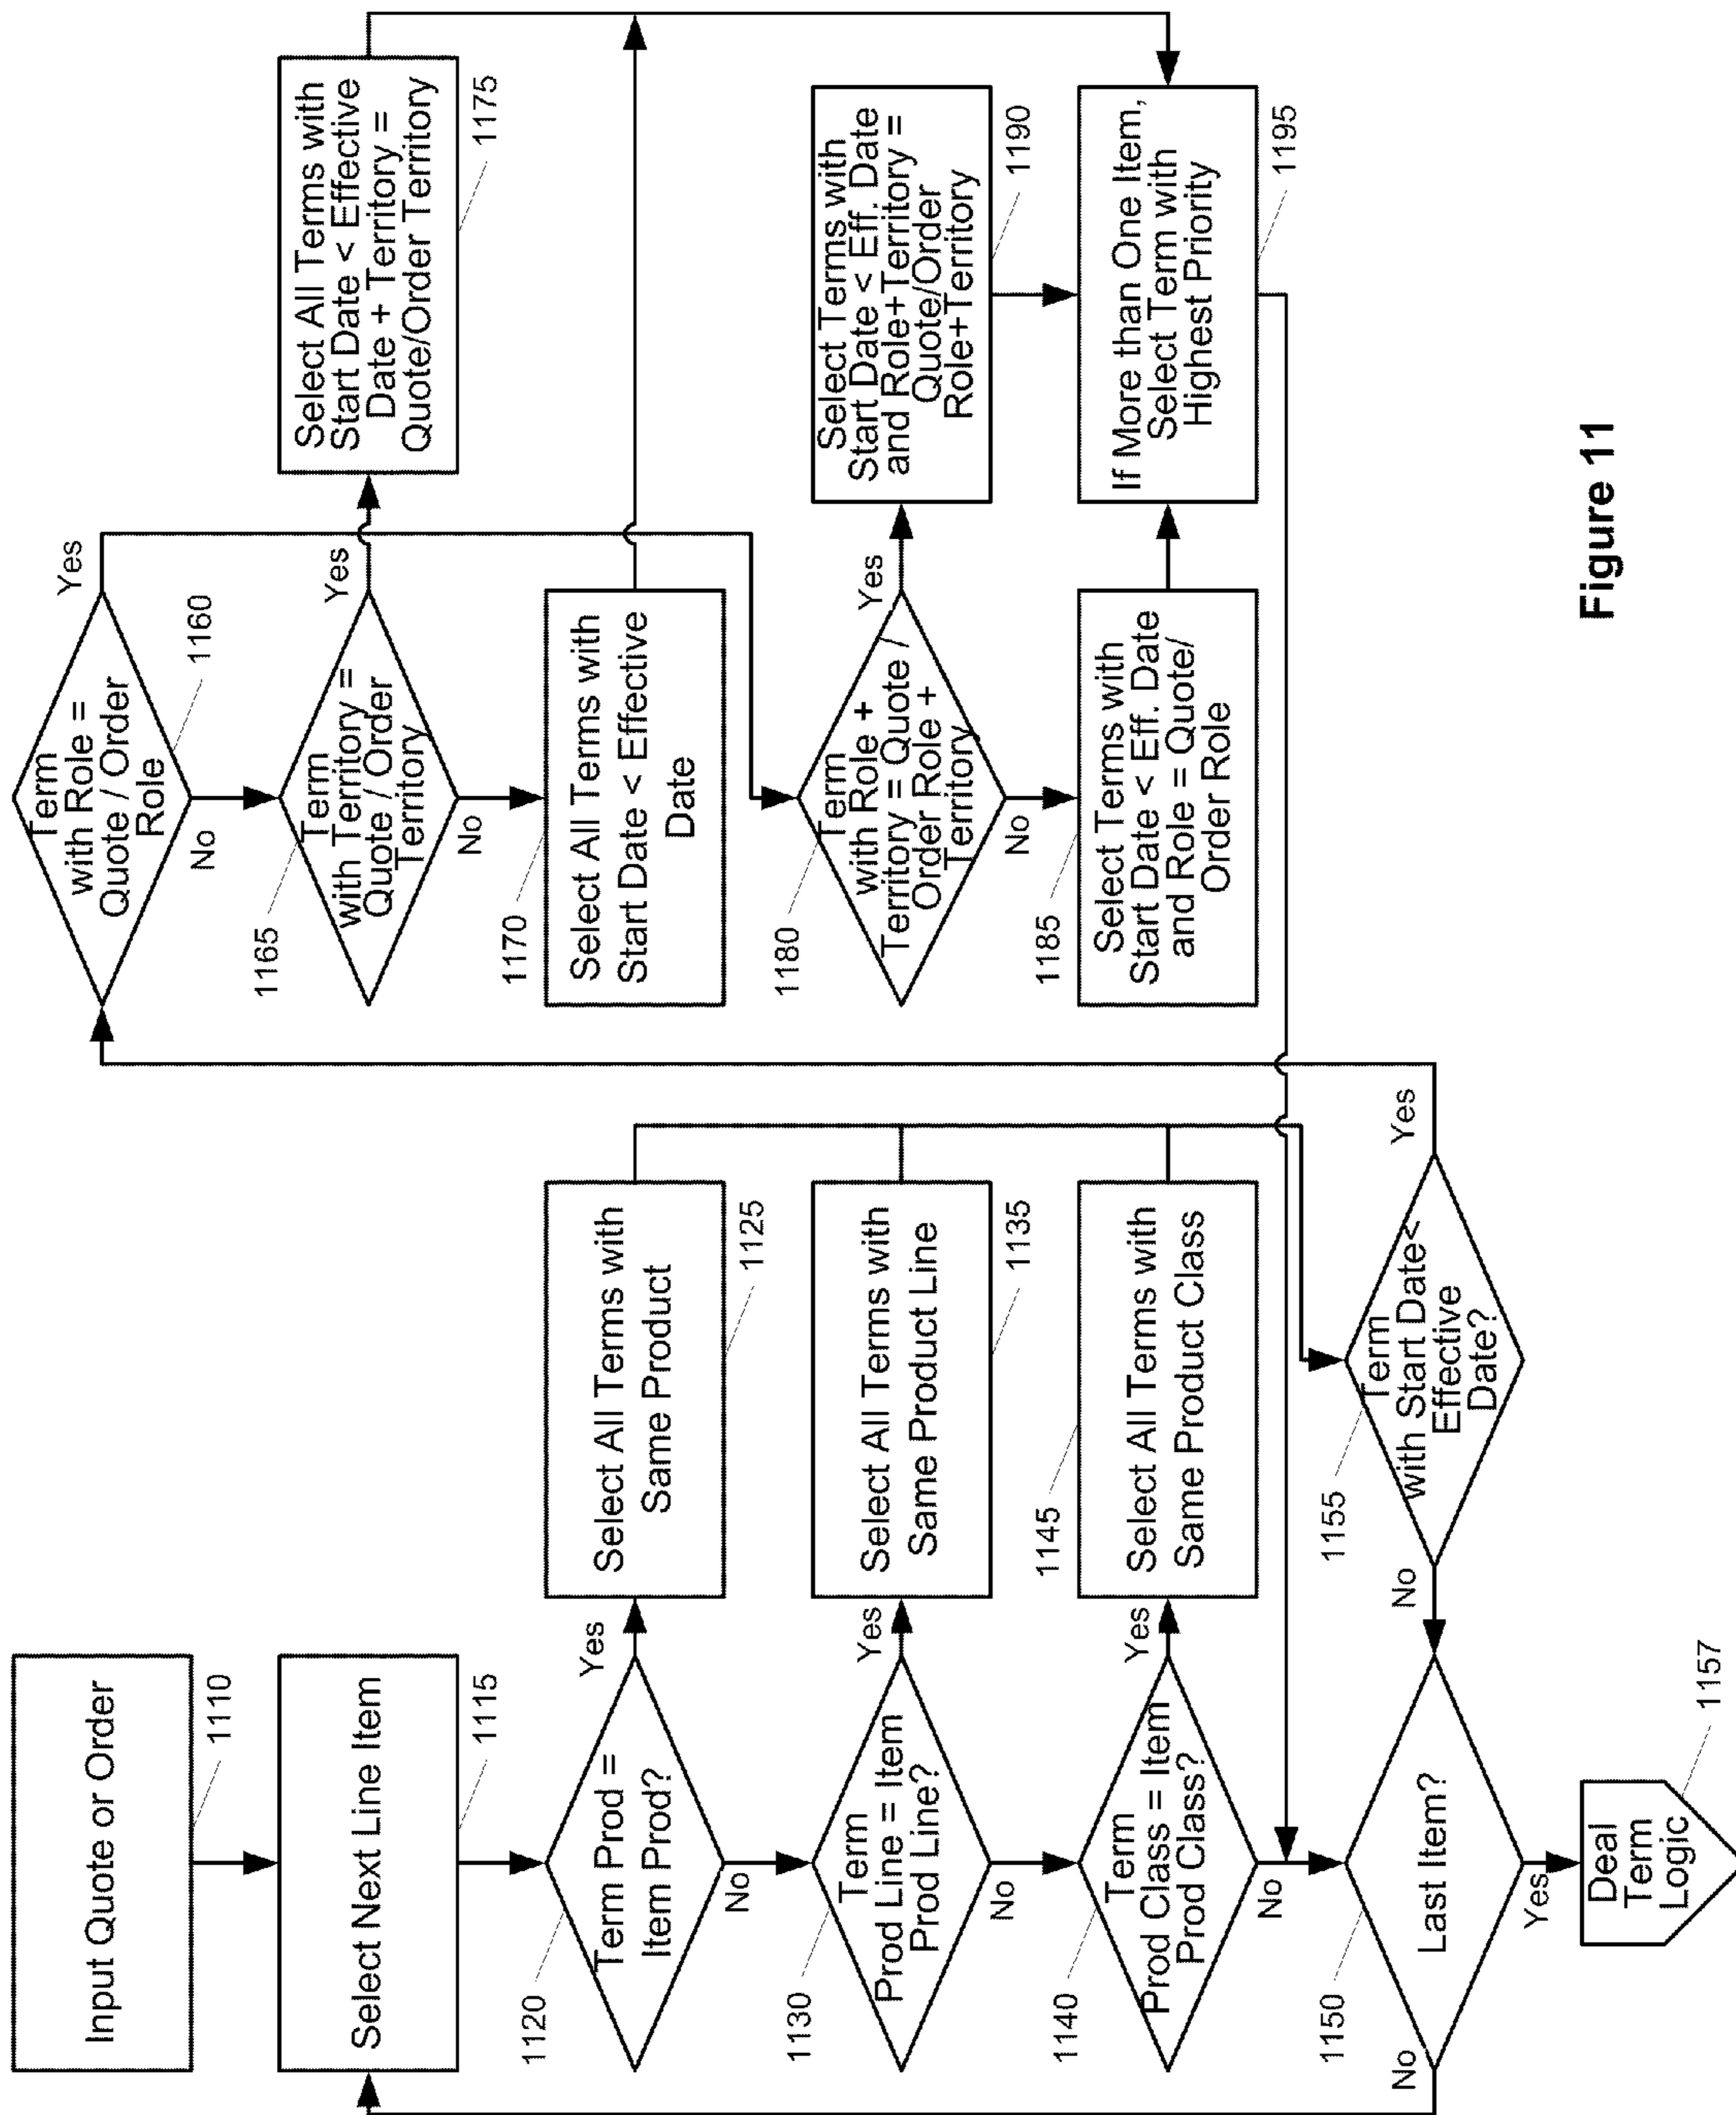 Input Quote or Order
1110
Select Next Line Item
1115
1120
Term Prod =
Item Prod?
Yes
No
Select All Terms with
Same Product
1125
1130
Term
Prod Line = Item
Prod Line?
Yes
No
Select All Terms with
Same Product Line
1135
1140
Term
Prod Class = Item
Prod Class?
Yes
No
1145
Select All Terms with
Same Product Class
1150
Last Item?
No
Yes
Deal
Term
Logic
1157
1155
Term
with Start Date<
Effective
Date?
No
Yes
Term
with Role =
Quote / Order
Role
1160
Yes
No
1165
Term
with Territory =
Quote / Order
Territory
Yes
No
1170
Select All Terms with
Start Date < Effective
Date
Select All Terms with
Start Date < Effective
Date + Territory =
Quote/Order Territory
1175
1180
Term
with Role +
Territory = Quote /
Order Role +
Territory
Yes
No
1185
Select Terms with
Start Date < Eff. Date
and Role = Quote/
Order Role
Select Terms with
Start Date < Eff. Date
and Role+Territory =
Quote/Order
Role+Territory
1190
If More than One Item,
Select Term with
Highest Priority
1195
Figure 11